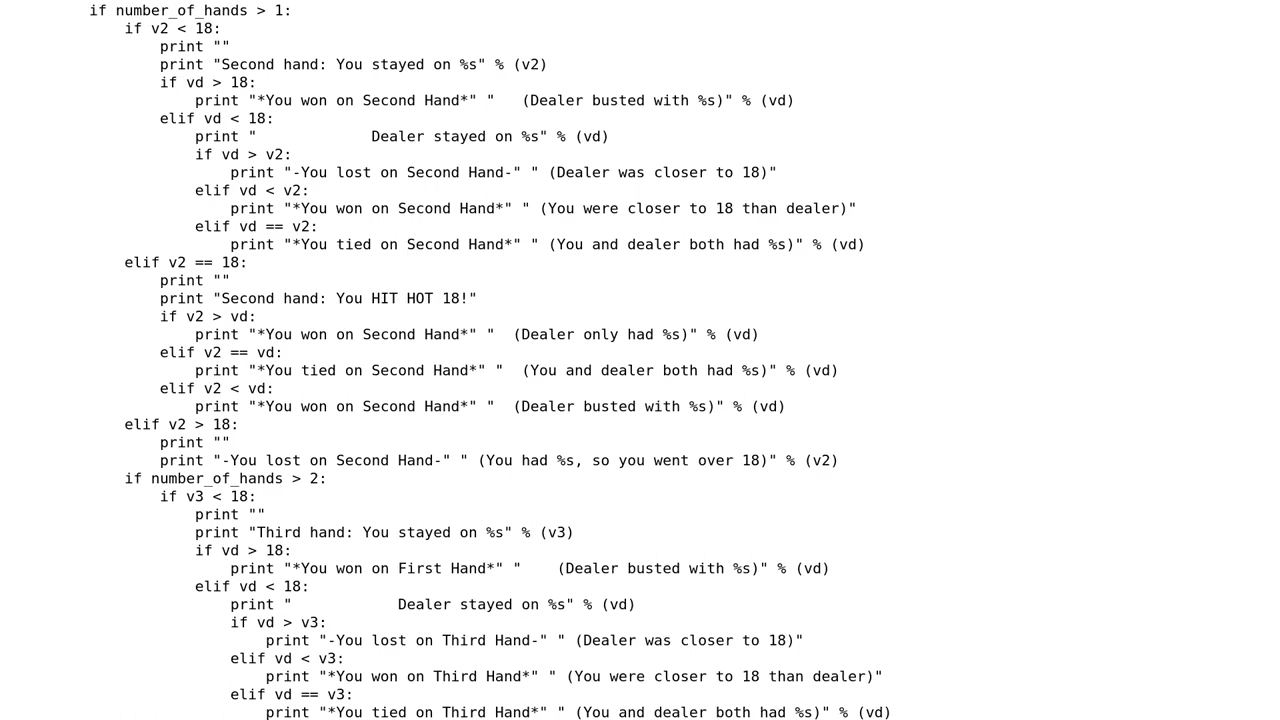 if number_of_hands > 1:
    if v2 < 18:
        print ""
        print "Second hand: You stayed on %s" % (v2)
        if vd > 18:
            print "*You won on Second Hand*" "   (Dealer busted with %s)" % (vd)
        elif vd < 18:
            print "             Dealer stayed on %s" % (vd)
            if vd > v2:
                print "-You lost on Second Hand-" " (Dealer was closer to 18)"
            elif vd < v2:
                print "*You won on Second Hand*" " (You were closer to 18 than dealer)"
            elif vd == v2:
                print "*You tied on Second Hand*" " (You and dealer both had %s)" % (vd)
    elif v2 == 18:
        print ""
        print "Second hand: You HIT HOT 18!"
        if v2 > vd:
            print "*You won on Second Hand*" "  (Dealer only had %s)" % (vd)
        elif v2 == vd:
            print "*You tied on Second Hand*" "  (You and dealer both had %s)" % (vd)
        elif v2 < vd:
            print "*You won on Second Hand*" "  (Dealer busted with %s)" % (vd)
    elif v2 > 18:
        print ""
        print "-You lost on Second Hand-" " (You had %s, so you went over 18)" % (v2)
    if number_of_hands > 2:
        if v3 < 18:
            print ""
            print "Third hand: You stayed on %s" % (v3)
            if vd > 18:
                print "*You won on First Hand*" "    (Dealer busted with %s)" % (vd)
            elif vd < 18:
                print "            Dealer stayed on %s" % (vd)
                if vd > v3:
                    print "-You lost on Third Hand-" " (Dealer was closer to 18)"
                elif vd < v3:
                    print "*You won on Third Hand*" " (You were closer to 18 than dealer)"
                elif vd == v3:
                    print "*You tied on Third Hand*" " (You and dealer both had %s)" % (vd)